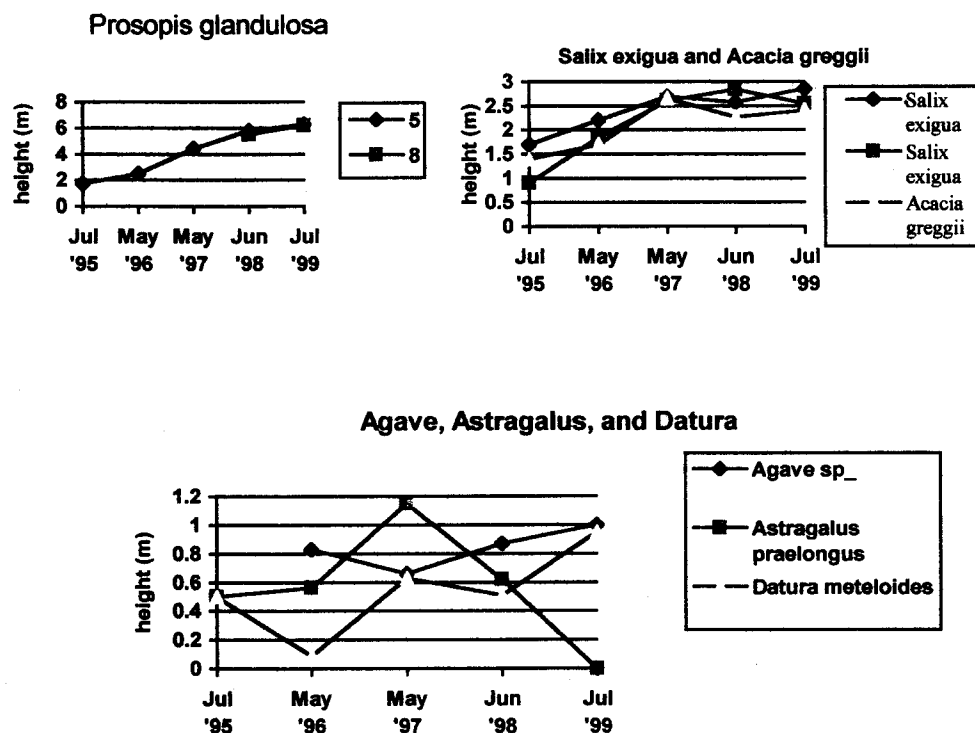 Prosopis glandulosa
height (m)
8
6
4
2
0
Jul May May Jun Jul
'95 '96 '97 '98 '99
5
8
Salix exigua and Acacia greggii
height (m)
3
2.5
2
1.5
1
0.5
0
Jul May May Jun Jul
'95 '96 '97 '98 '99
Salix
exigua
Salix
exigua
Acacia
greggii
Agave, Astragalus, and Datura
height (m)
1.2
1
0.8
0.6
0.4
0.2
0
Jul May May Jun Jul
'95 '96 '97 '98 '99
Agave sp_
Astragalus
praelongus
Datura meteloides